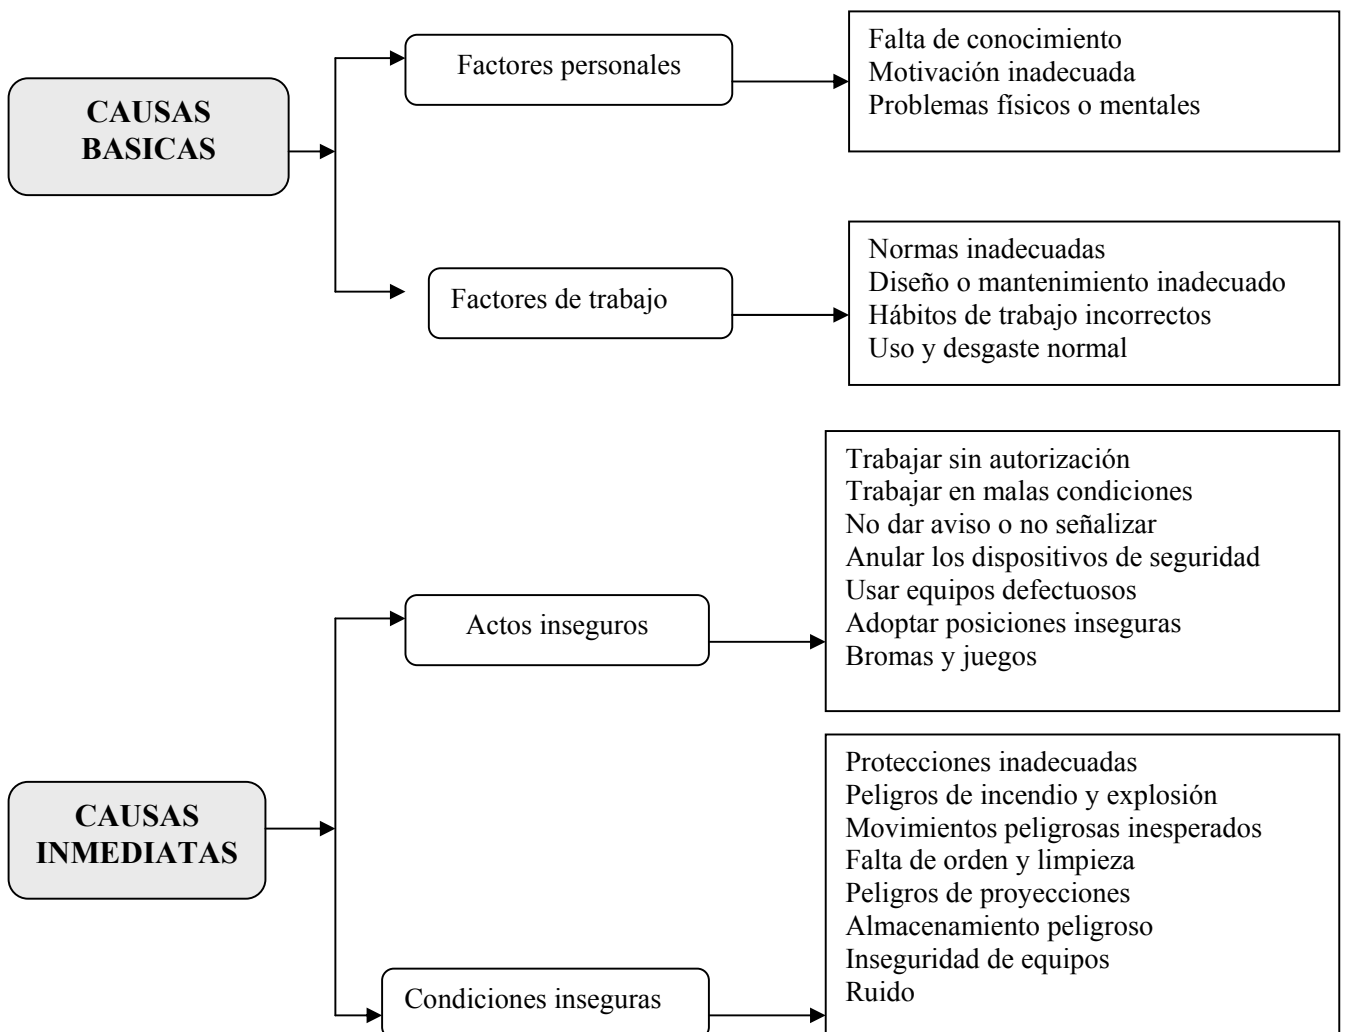 CAUSAS
BASICAS
Factores personales
Falta de conocimiento
Motivación inadecuada
Problemas físicos o mentales
Factores de trabajo
Normas inadecuadas
Diseño o mantenimiento inadecuado
Hábitos de trabajo incorrectos
Uso y desgaste normal
CAUSAS
INMEDIATAS
Actos inseguros
Trabajar sin autorización
Trabajar en malas condiciones
No dar aviso o no señalizar
Anular los dispositivos de seguridad
Usar equipos defectuosos
Adoptar posiciones inseguras
Bromas y juegos
Condiciones inseguras
Protecciones inadecuadas
Peligros de incendio y explosión
Movimientos peligrosas inesperados
Falta de orden y limpieza
Peligros de proyecciones
Almacenamiento peligroso
Inseguridad de equipos
Ruido